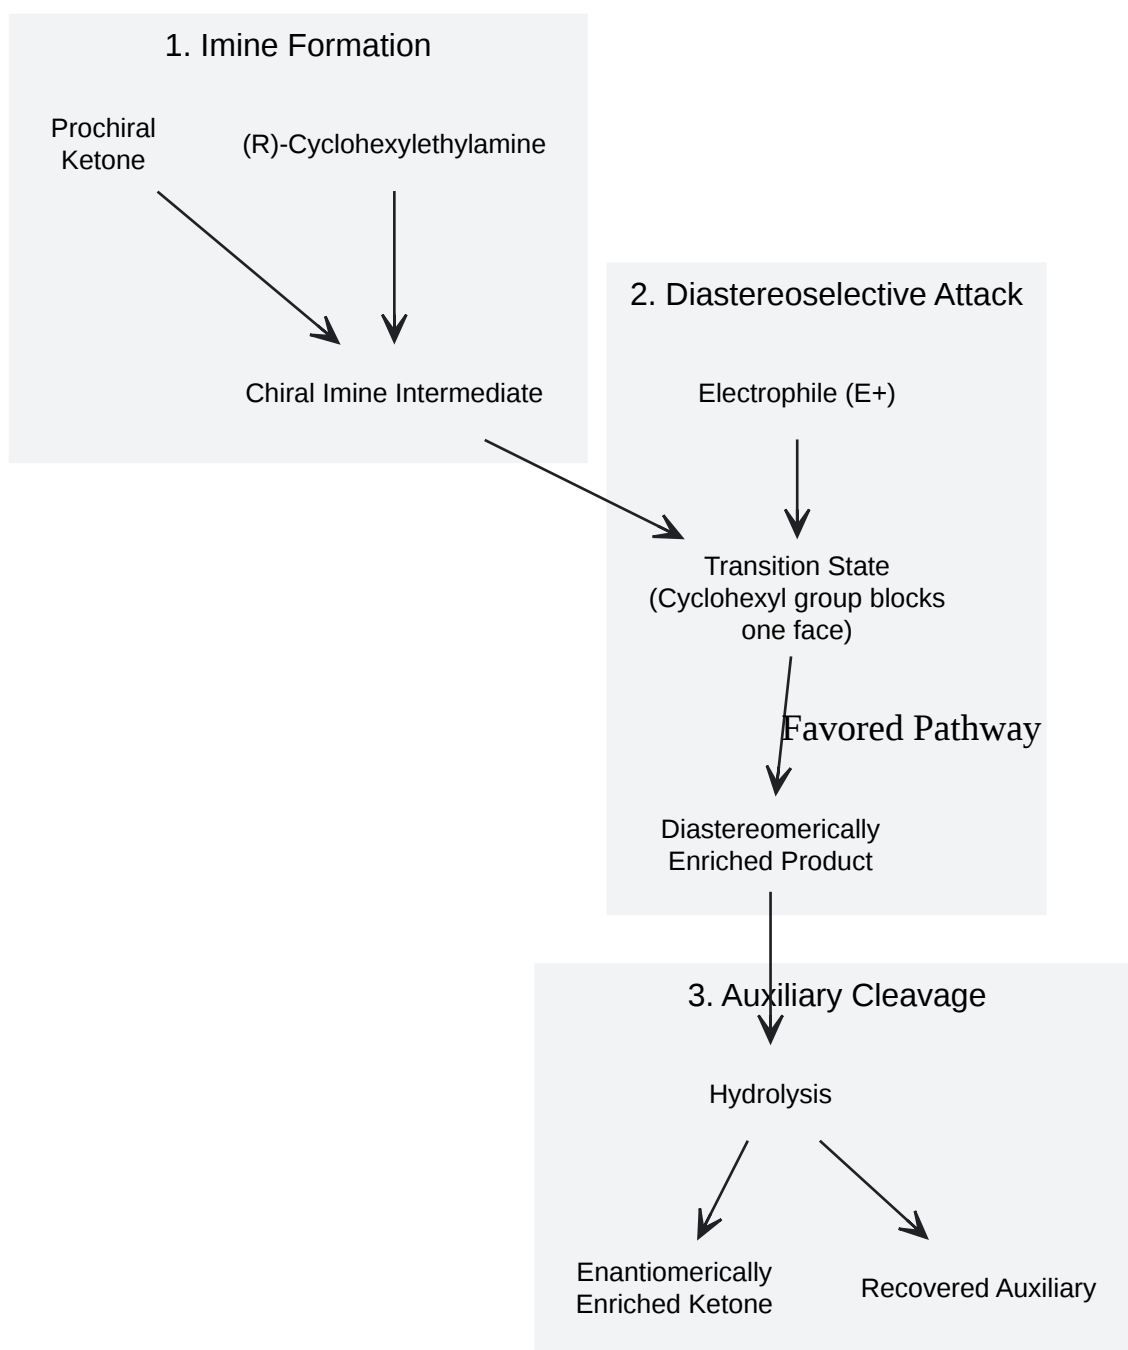 1. Imine Formation
Prochiral
Ketone
(R)-Cyclohexylethylamine
Chiral Imine Intermediate
2. Diastereoselective Attack
Electrophile (E+)
Transition State
(Cyclohexyl group blocks
one face)
Favored Pathway
Diastereomerically
Enriched Product
3. Auxiliary Cleavage
Hydrolysis
Enantiomerically
Enriched Ketone
Recovered Auxiliary